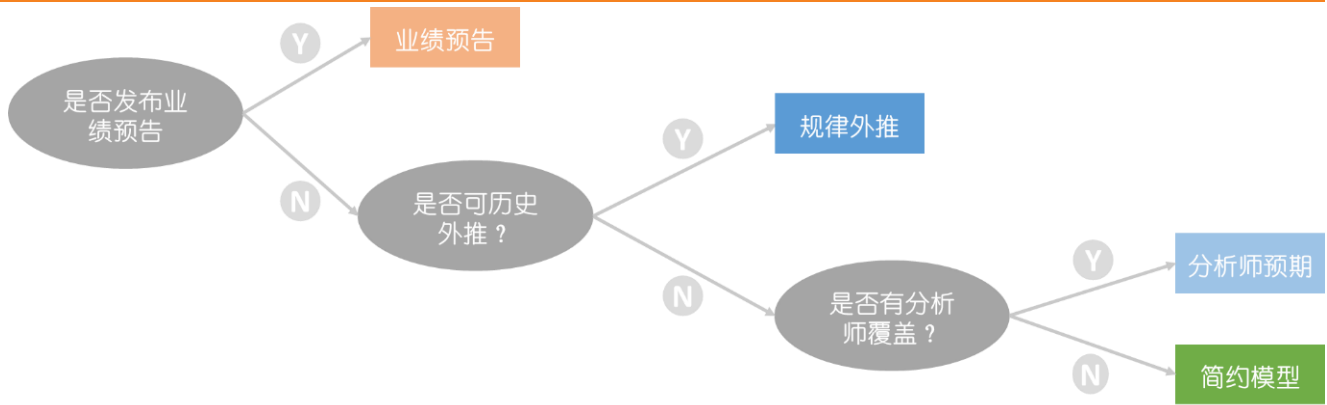 Y
业绩预告
是否发布业
绩预告
N
Y
规律外推
是否可历史
外推？
N
Y
分析师预期
是否有分析
师覆盖？
N
简约模型